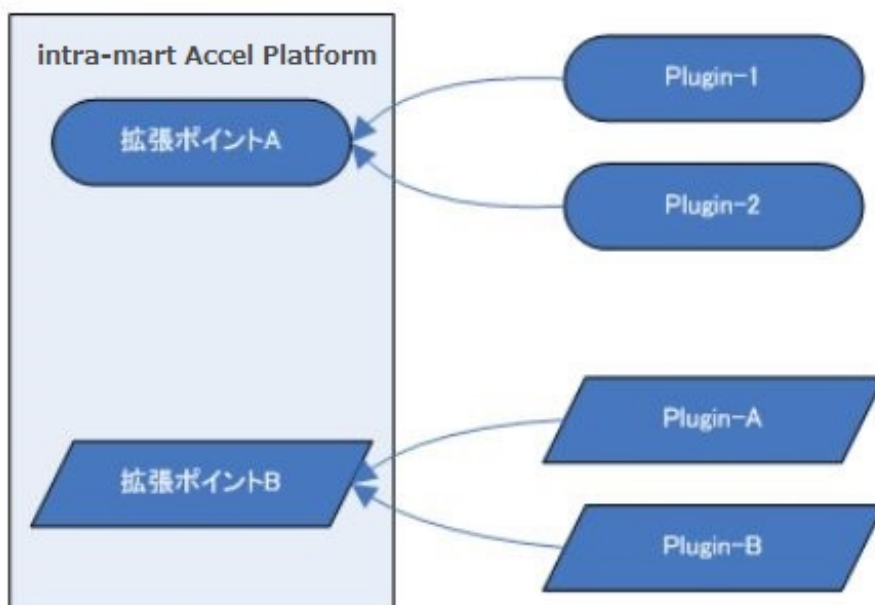 intra-mart Accel Platform
Plugin-1
拡張ポイントA
Plugin-2
Plugin-A
拡張ポイントB
Plugin-B